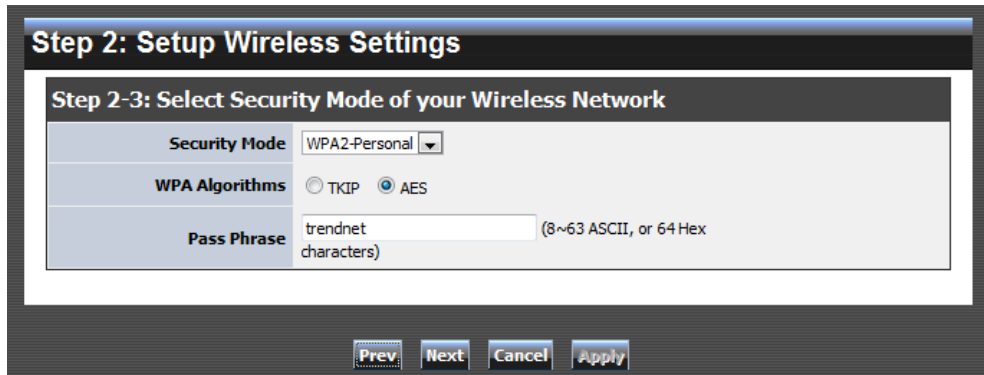 Step 2: Setup Wireless Settings
Step 2-3: Select Security Mode of your Wireless Network
Security Mode WPA2-Personal
WPA Algorithms TKIP AES
Pass Phrase trendnet (8~63 ASCII, or 64 Hex
characters)
Prev Next Cancel Apply